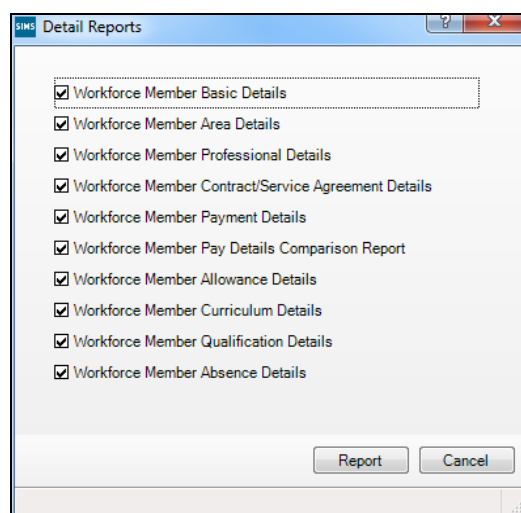 SIMS Detail Reports ? X
Workforce Member Basic Details
Workforce Member Area Details
Workforce Member Professional Details
Workforce Member Contract/Service Agreement Details
Workforce Member Payment Details
Workforce Member Pay Details Comparison Report
Workforce Member Allowance Details
Workforce Member Curriculum Details
Workforce Member Qualification Details
Workforce Member Absence Details
Report Cancel